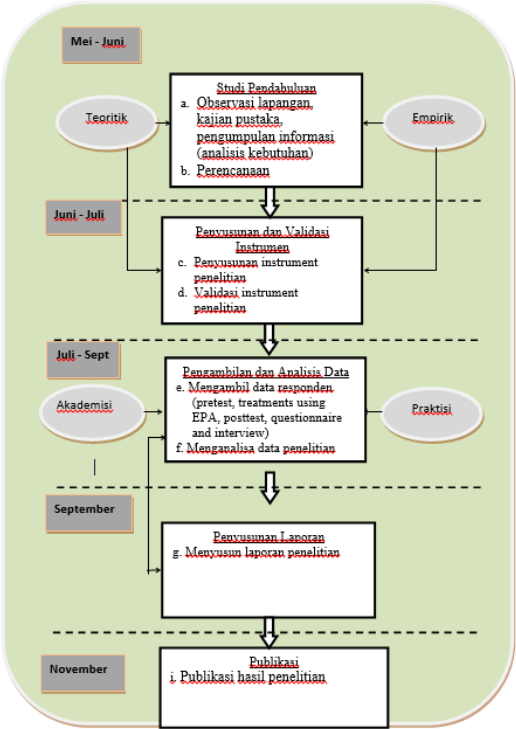 Mei - Juni
Studi Pendahuluan
a. Observasi lapangan,
kajian pustaka,
pengumpulan informasi
(analisis kebutuhan)
b. Perencanaan
Teoritik
Empirik
Juni - Juli
Penyusunan dan Validasi
Instrumen
c. Penyusunan instrument
penelitian
d. Validasi instrument
penelitian
Juli - Sept
Pengambilan dan Analisis Data
e. Mengambil data responden
(pretest, treatments using
EPA, posttest, questionnaire
and interview)
f. Menganalisa data penelitian
Akademisi
Praktisi
September
Penyusunan Laporan
g. Menyusun laporan penelitian
November
Publikasi
i. Publikasi hasil penelitian